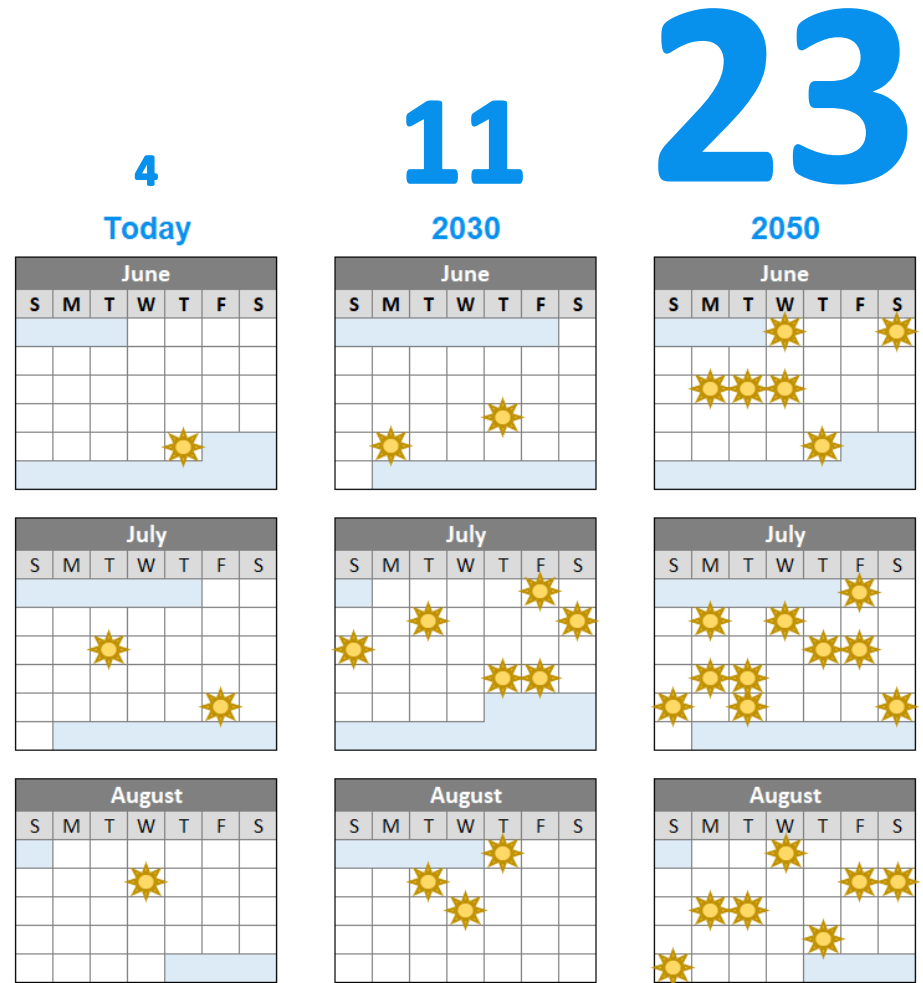 4 11 23
Today 2030 2050
June June June
S M T W T F S S M T W T F S S M T W T F S
July July July
S M T W T F S S M T W T F S S M T W T F S
August August August
S M T W T F S S M T W T F S S M T W T F S